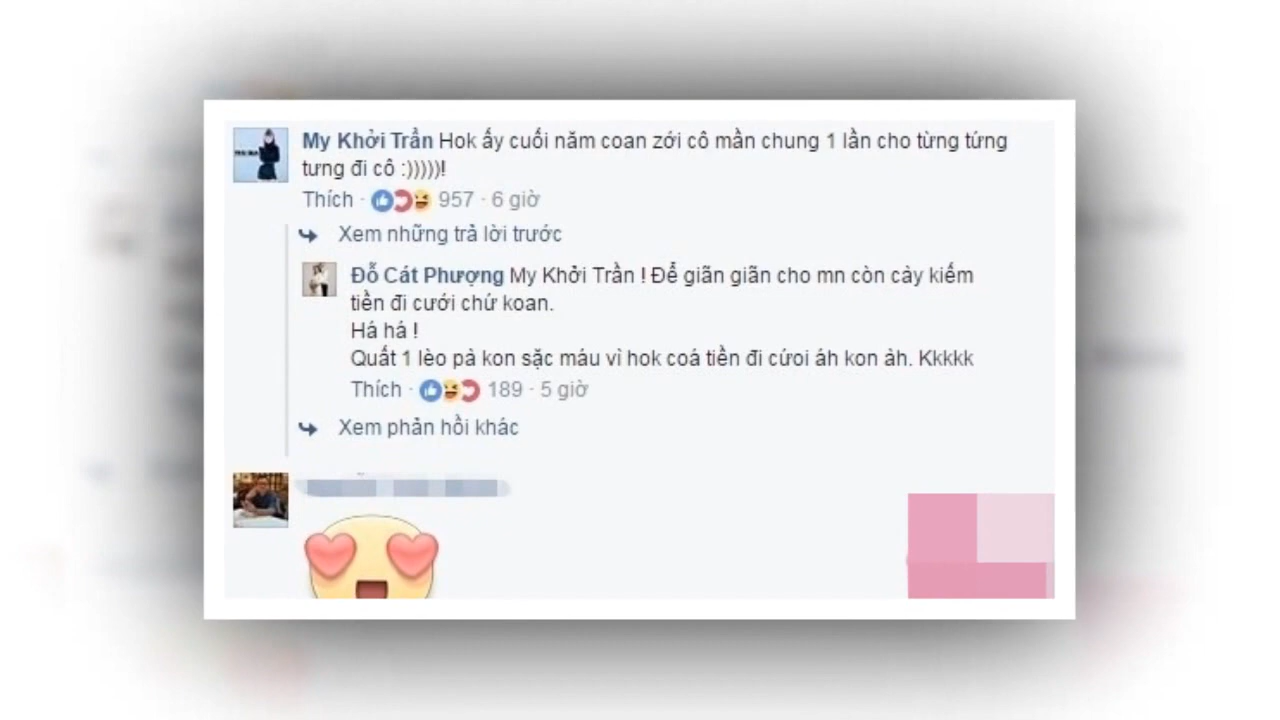 My Khởi Trần Hok ấy cuối năm coan zới cô mần chung 1 lần cho từng tứng
tưng đi cô :)))))!
Thích · 957 · 6 giờ
Xem những trả lời trước
Đỗ Cát Phượng My Khởi Trần ! Để giãn giãn cho mn còn cày kiếm
tiền đi cưới chứ koan.
Há há !
Quất 1 lèo pà kon sặc máu vì hok coá tiền đi cứơi áh kon àh. Kkkkk
Thích · 189 · 5 giờ
Xem phản hồi khác